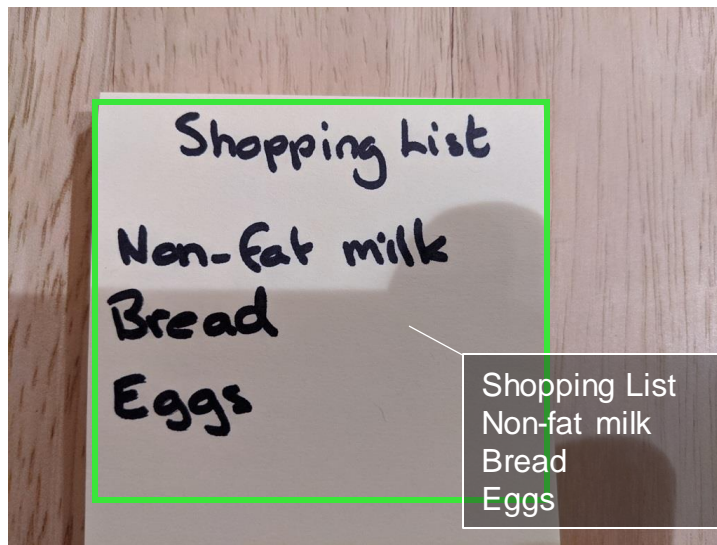 Shopping List
Non-fat milk
Bread
Eggs
Shopping List
Non-fat milk
Bread
Eggs